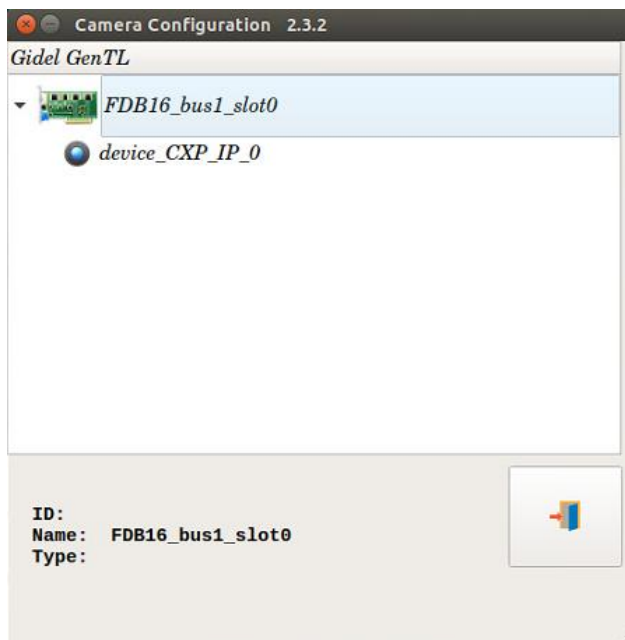 Camera Configuration 2.3.2
Gidel GenTL
FDB16_bus1_slot0
device_CXP_IP_0
ID:
Name: FDB16_bus1_slot0
Type: